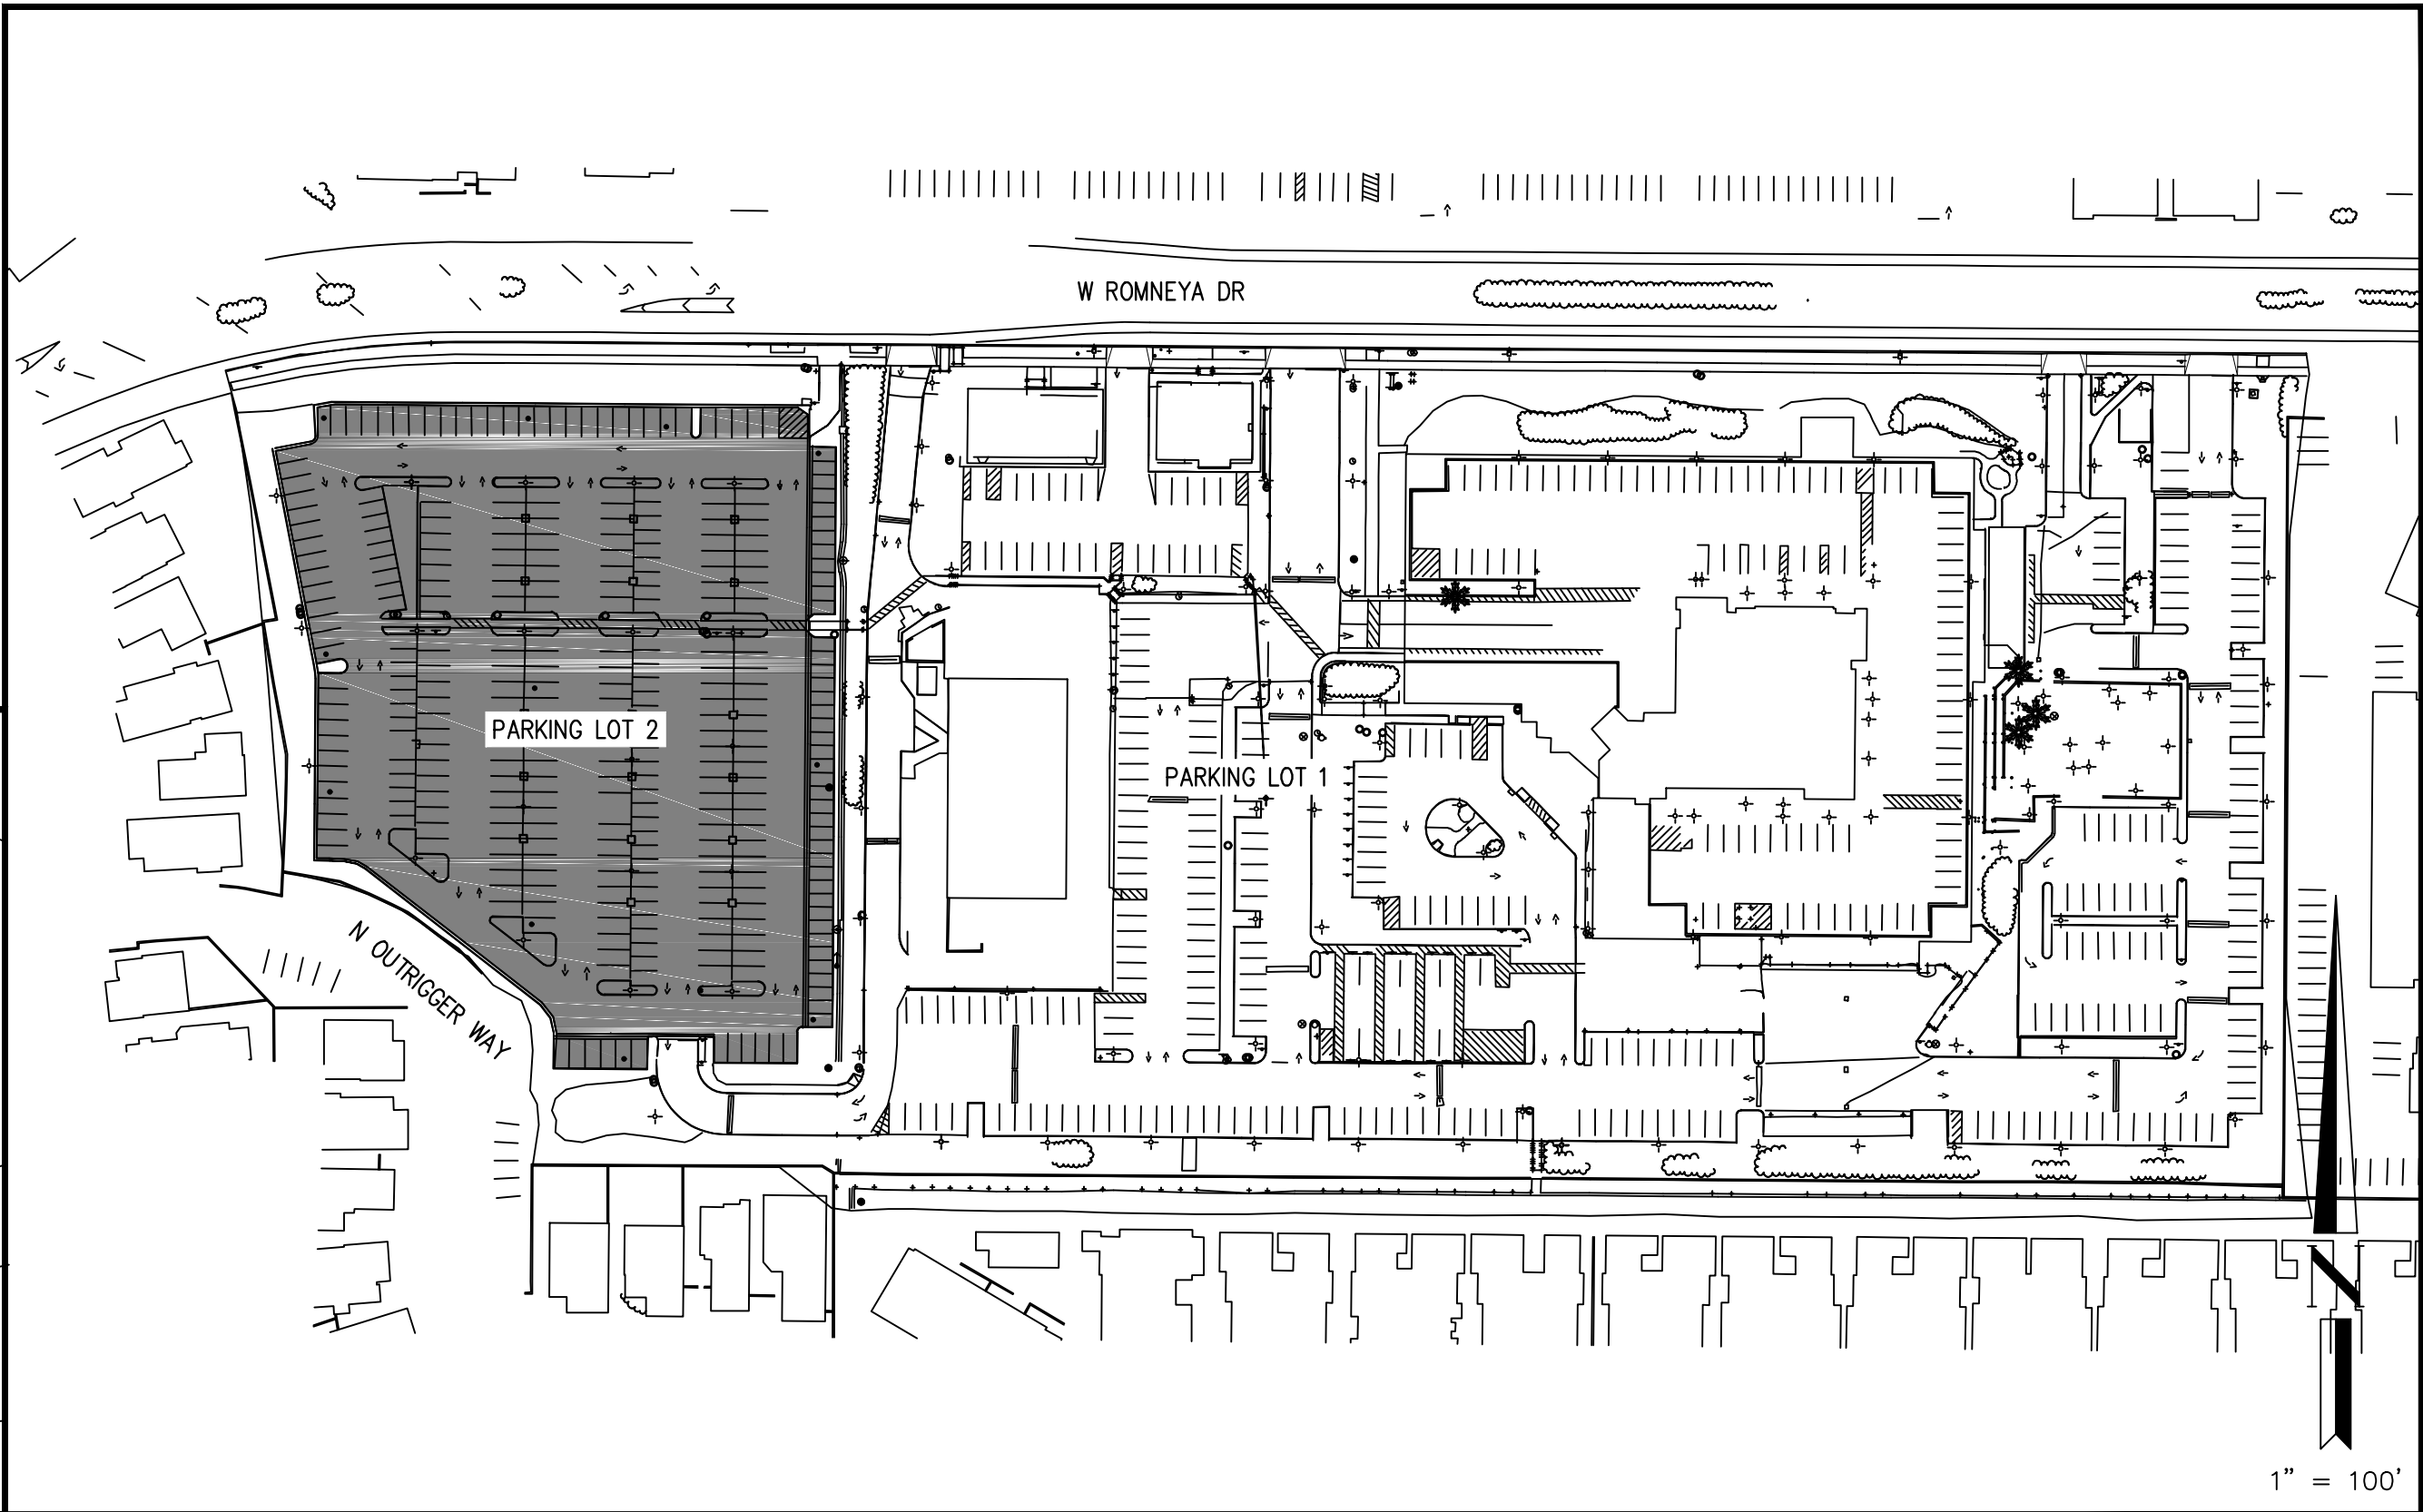 W ROMNEYA DR
PARKING LOT 2
PARKING LOT 1
N OUTRIGGER WAY
N
1" = 100'